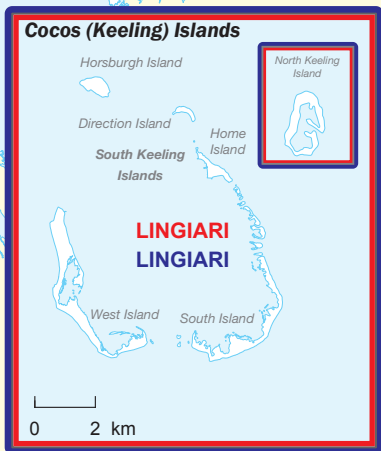 Cocos (Keeling) Islands
Horsburgh Island
North Keeling
Island
Direction Island
Home
Island
South Keeling
Islands
LINGIARI
LINGIARI
West Island
South Island
0 2 km